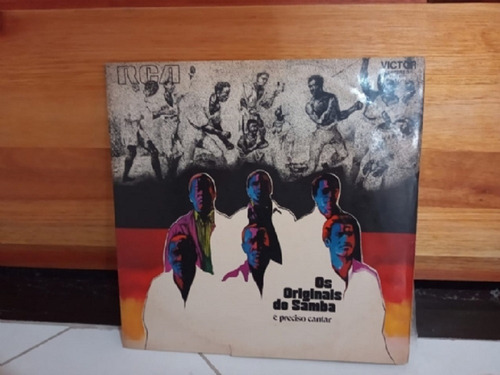 RCA
VICTOR
Os
Originais
do Samba
é preciso cantar